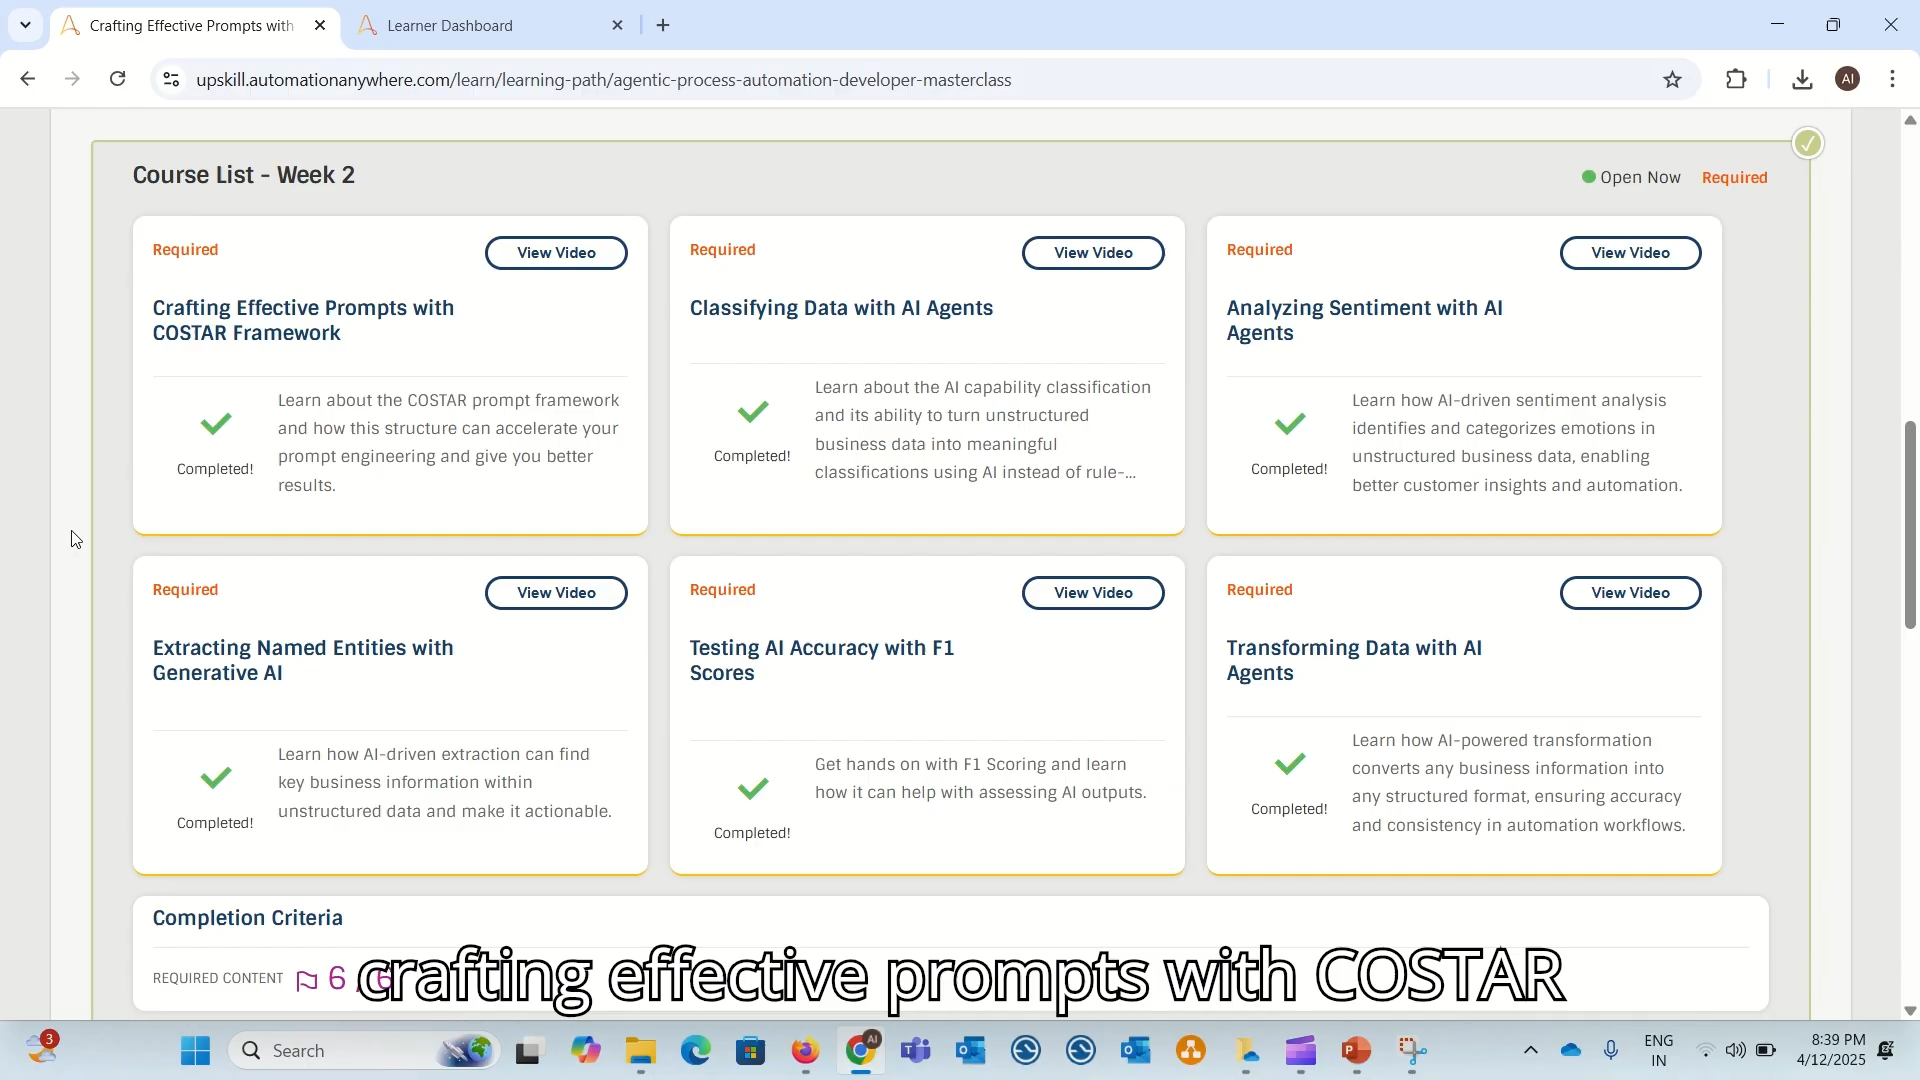 Crafting Effective Prompts with
Learner Dashboard
upskill.automationanywhere.com/learn/learning-path/agentic-process-automation-developer-masterclass
AI
Course List - Week 2
Open Now
Required
Required
View Video
Crafting Effective Prompts with
COSTAR Framework
Completed!
Learn about the COSTAR prompt framework
and how this structure can accelerate your
prompt engineering and give you better
results.
Required
View Video
Classifying Data with AI Agents
Completed!
Learn about the AI capability classification
and its ability to turn unstructured
business data into meaningful
classifications using AI instead of rule-...
Required
View Video
Analyzing Sentiment with AI
Agents
Completed!
Learn how AI-driven sentiment analysis
identifies and categorizes emotions in
unstructured business data, enabling
better customer insights and automation.
Required
View Video
Extracting Named Entities with
Generative AI
Completed!
Learn how AI-driven extraction can find
key business information within
unstructured data and make it actionable.
Required
View Video
Testing AI Accuracy with F1
Scores
Completed!
Get hands on with F1 Scoring and learn
how it can help with assessing AI outputs.
Required
View Video
Transforming Data with AI
Agents
Completed!
Learn how AI-powered transformation
converts any business information into
any structured format, ensuring accuracy
and consistency in automation workflows.
Completion Criteria
REQUIRED CONTENT 6 / 6
crafting effective prompts with COSTAR
3
Search
AI
ENG
IN
8:39 PM
4/12/2025